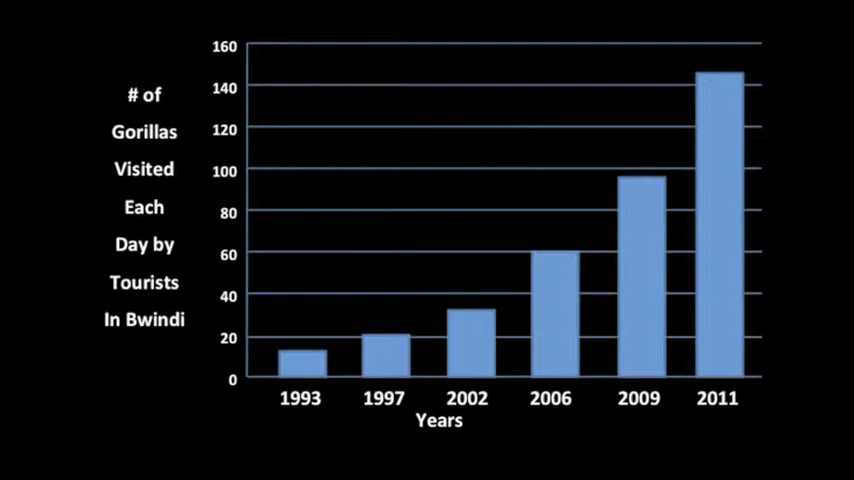 # of
Gorillas
Visited
Each
Day by
Tourists
In Bwindi
160
140
120
100
80
60
40
20
0
1993 1997 2002 2006 2009 2011
Years